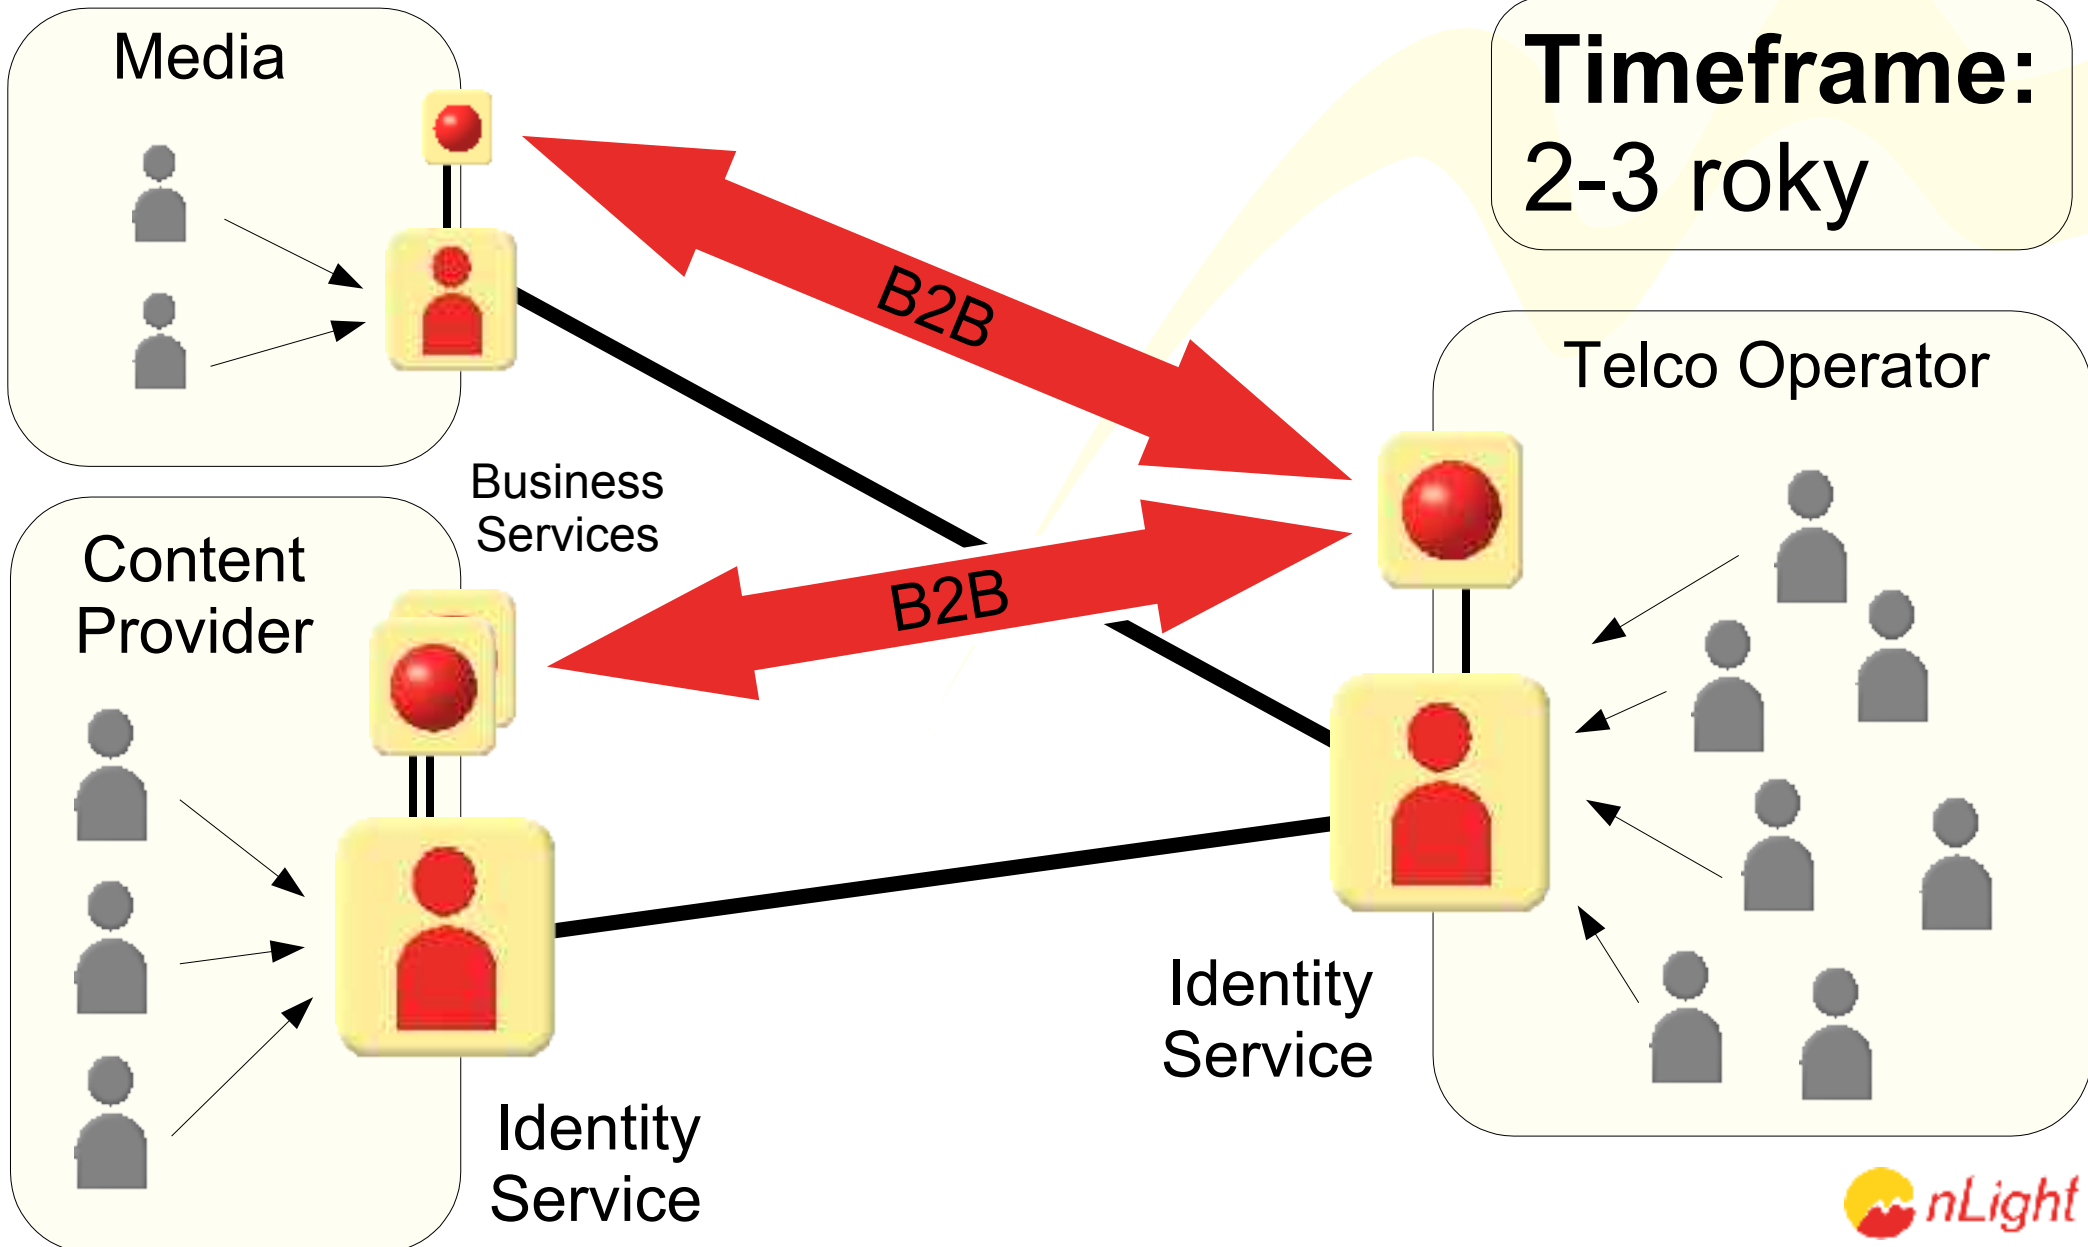 Media
Timeframe:
2-3 roky
B2B
Telco Operator
Business
Services
Content
Provider
B2B
Identity
Service
Identity
Service
nLight